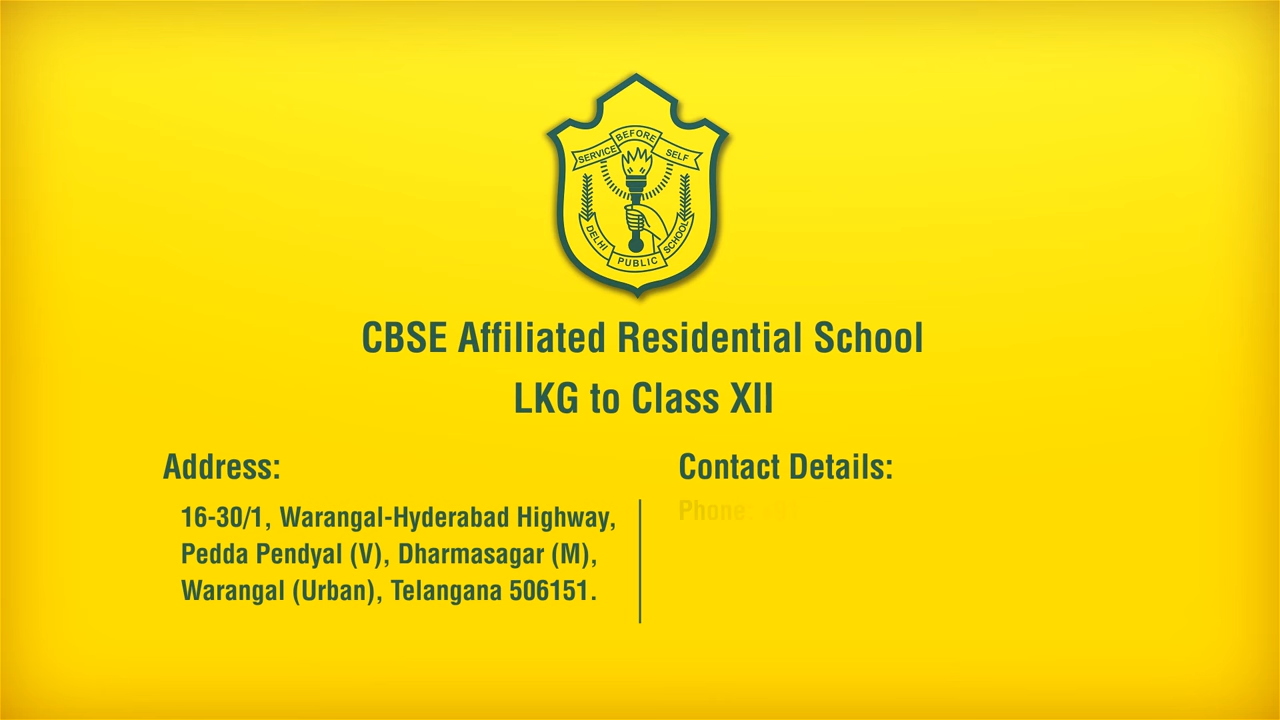 SERVICE BEFORE SELF
DELHI PUBLIC SCHOOL
CBSE Affiliated Residential School
LKG to Class XII
Address:
16-30/1, Warangal-Hyderabad Highway,
Pedda Pendyal (V), Dharmasagar (M),
Warangal (Urban), Telangana 506151.
Contact Details:
Phone: